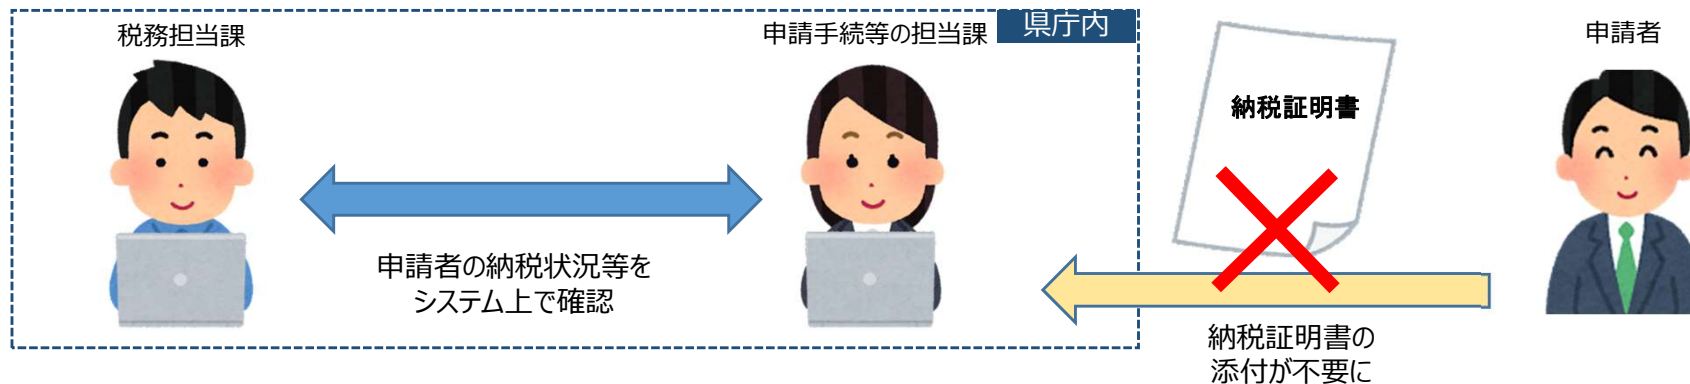 税務担当課
申請手続等の担当課
県庁内
申請者
納税証明書
申請者の納税状況等を
システム上で確認
納税証明書の
添付が不要に